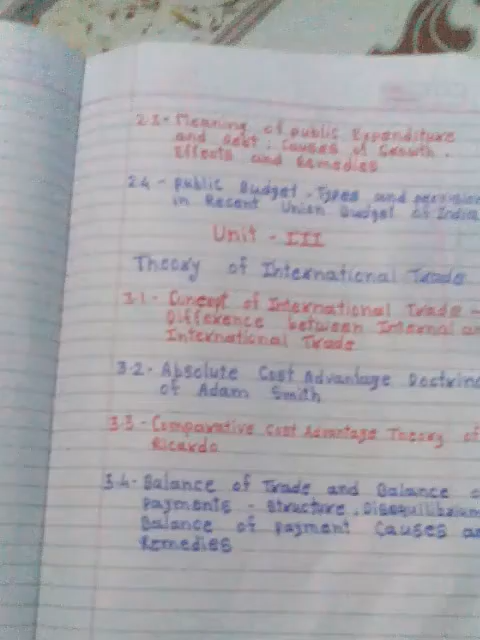 2.3- Meaning of public Expenditure
and debt: Causes of Growth.
Effects and Remedies
2.4 - public Budget - Types and
in Recent Union Budget of India
Unit - III
Theory of International Trade
3.1- Concept of International Trade -
Difference between Internal an
International Trade
3.2- Absolute Cost Advantage Doctrine
of Adam Smith
3.3 - Comparative Cost Advantage Theory of
Ricardo
3.4- Balance of Trade and Balance o
payments - Structure, Disequilibrium
Balance of payment Causes an
Remedies